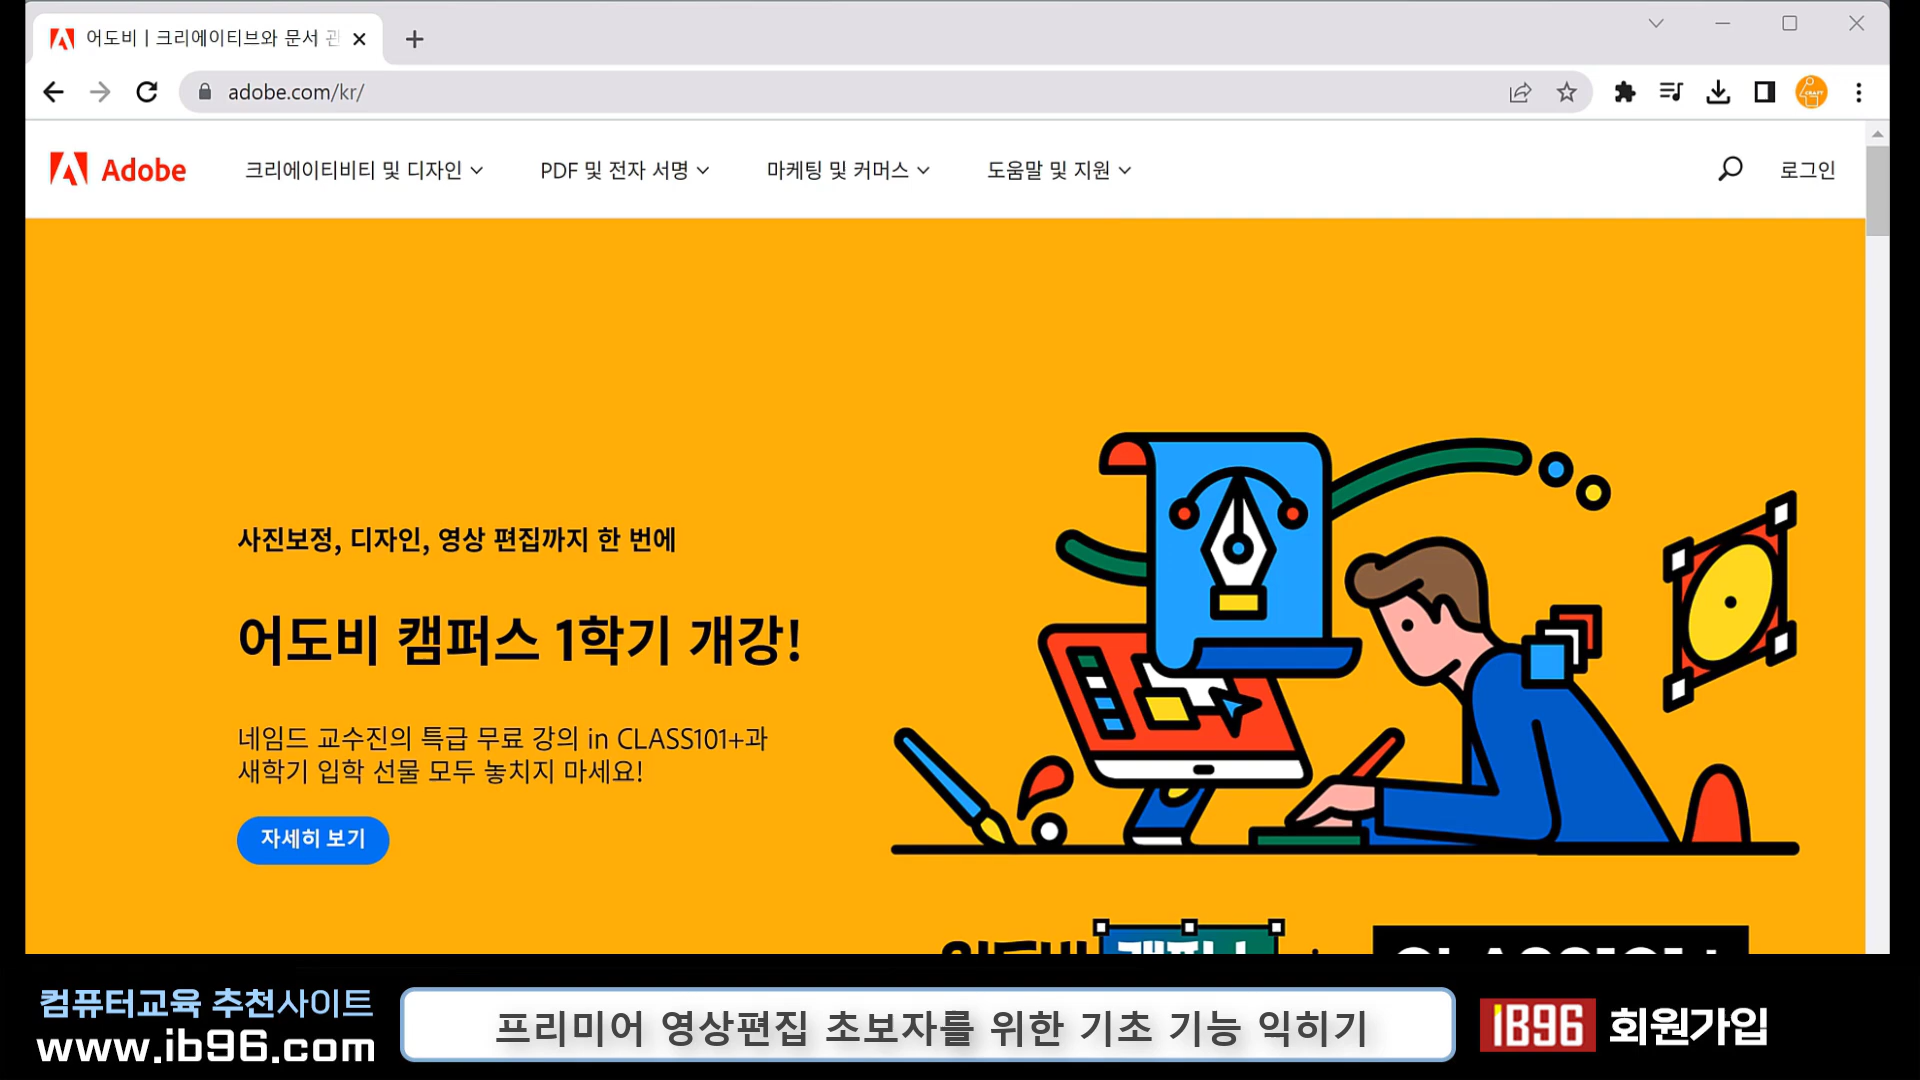 어도비 | 크리에이티브와 문서 관
adobe.com/kr/
Adobe
크리에이티비티 및 디자인
PDF 및 전자 서명
마케팅 및 커머스
도움말 및 지원
로그인
사진보정, 디자인, 영상 편집까지 한 번에
어도비 캠퍼스 1학기 개강!
네임드 교수진의 특급 무료 강의 in CLASS101+과
새학기 입학 선물 모두 놓치지 마세요!
자세히 보기
컴퓨터교육 추천사이트
www.ib96.com
프리미어 영상편집 초보자를 위한 기초 기능 익히기
IB96 회원가입